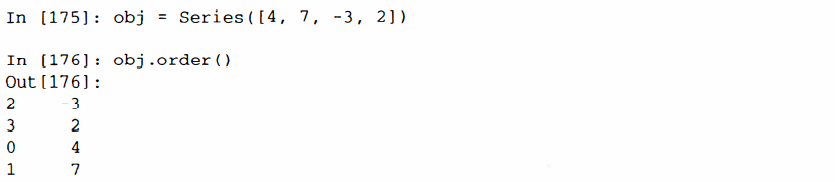 In [175]: obj = Series([4, 7, -3, 2])
In [176]: obj.order()
Out[176]:
2 -3
3 2
0 4
1 7